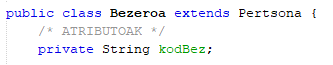 public class Bezeroa extends Pertsona {
/* ATRIBUTOAK */
private String kodBez;